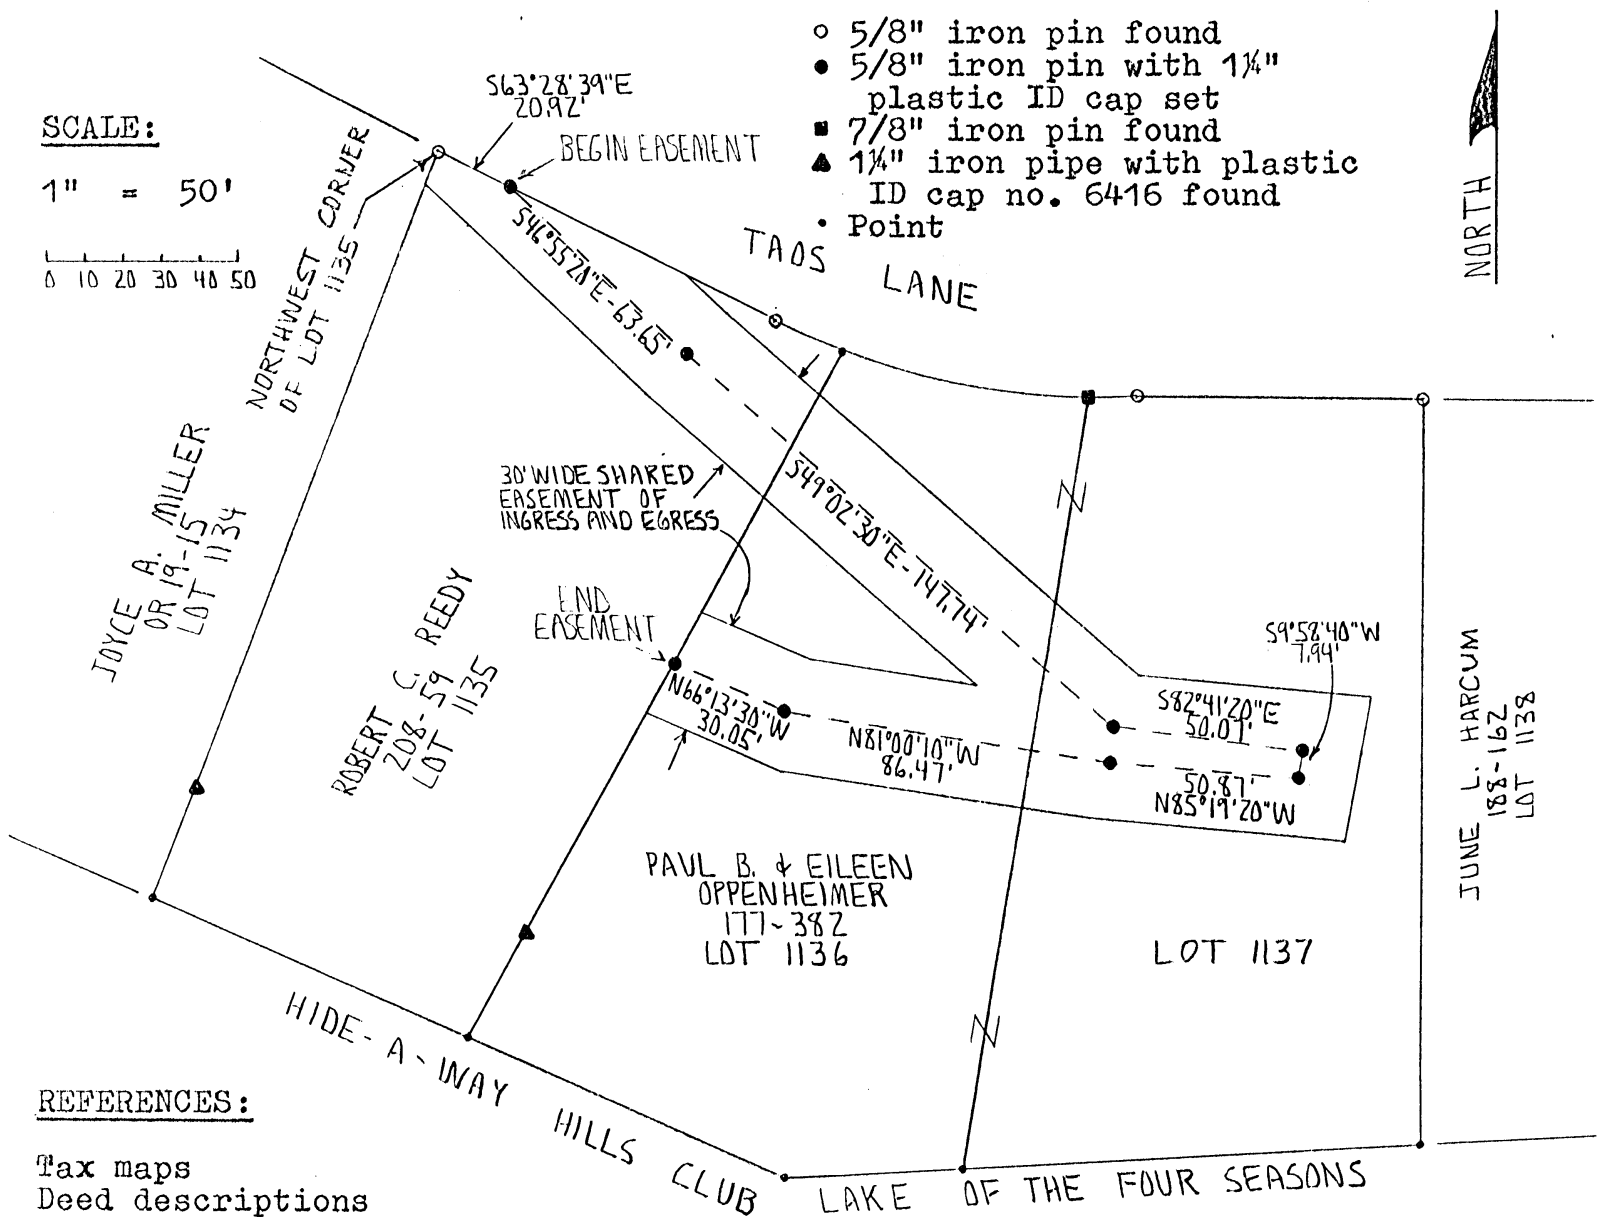 5/8" iron pin found
5/8" iron pin with 1¼"
plastic ID cap set
7/8" iron pin found
1¼" iron pipe with plastic
ID cap no. 6416 found
Point
SCALE:
1" = 50'
0 10 20 30 40 50
S63°28'39"E
20.92'
BEGIN EASEMENT
NORTHWEST CORNER
OF LOT 1135
S46°55'20"E-63.65'
TAOS LANE
NORTH
JOYCE A. MILLER
OR 19-15
LOT 1134
30' WIDE SHARED
EASEMENT OF
INGRESS AND EGRESS
S49°02'30"E-147.74'
END
EASEMENT
ROBERT C. REEDY
208-59
LOT 1135
N66°13'30"W
30.05'
N81°00'10"W
86.47'
S82°41'20"E
50.01'
S9°58'40"W
7.94'
50.87'
N85°19'20"W
JUNE L. HARCUM
188-162
LOT 1138
PAUL B. & EILEEN
OPPENHEIMER
177-382
LOT 1136
LOT 1137
HIDE-A-WAY HILLS CLUB
LAKE OF THE FOUR SEASONS
REFERENCES:
Tax maps
Deed descriptions